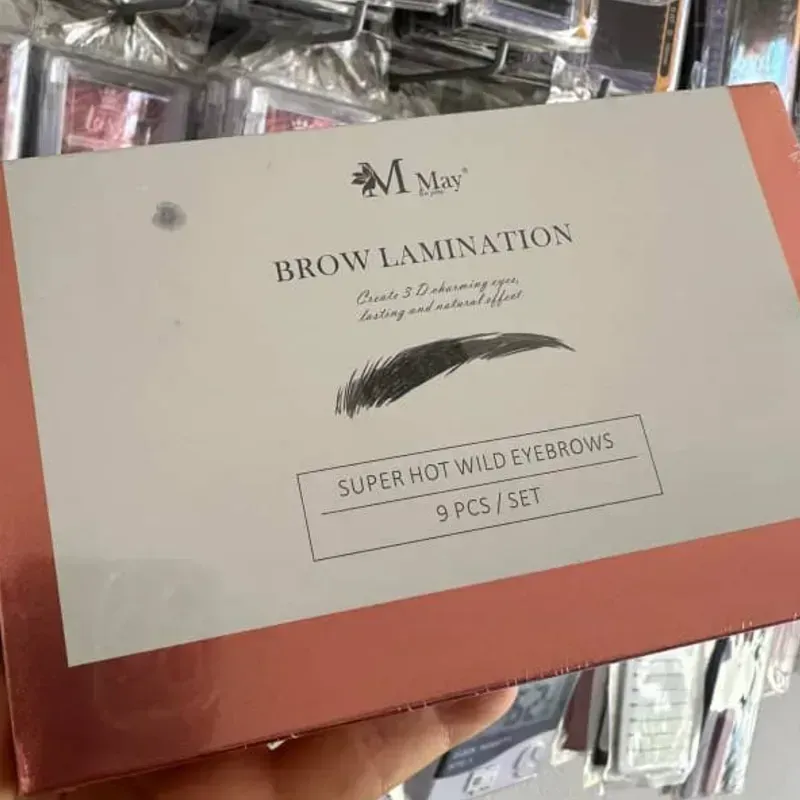 M May®
BROW LAMINATION
Create 3-D charming eyes,
lasting and natural effect
SUPER HOT WILD EYEBROWS
9 PCS / SET